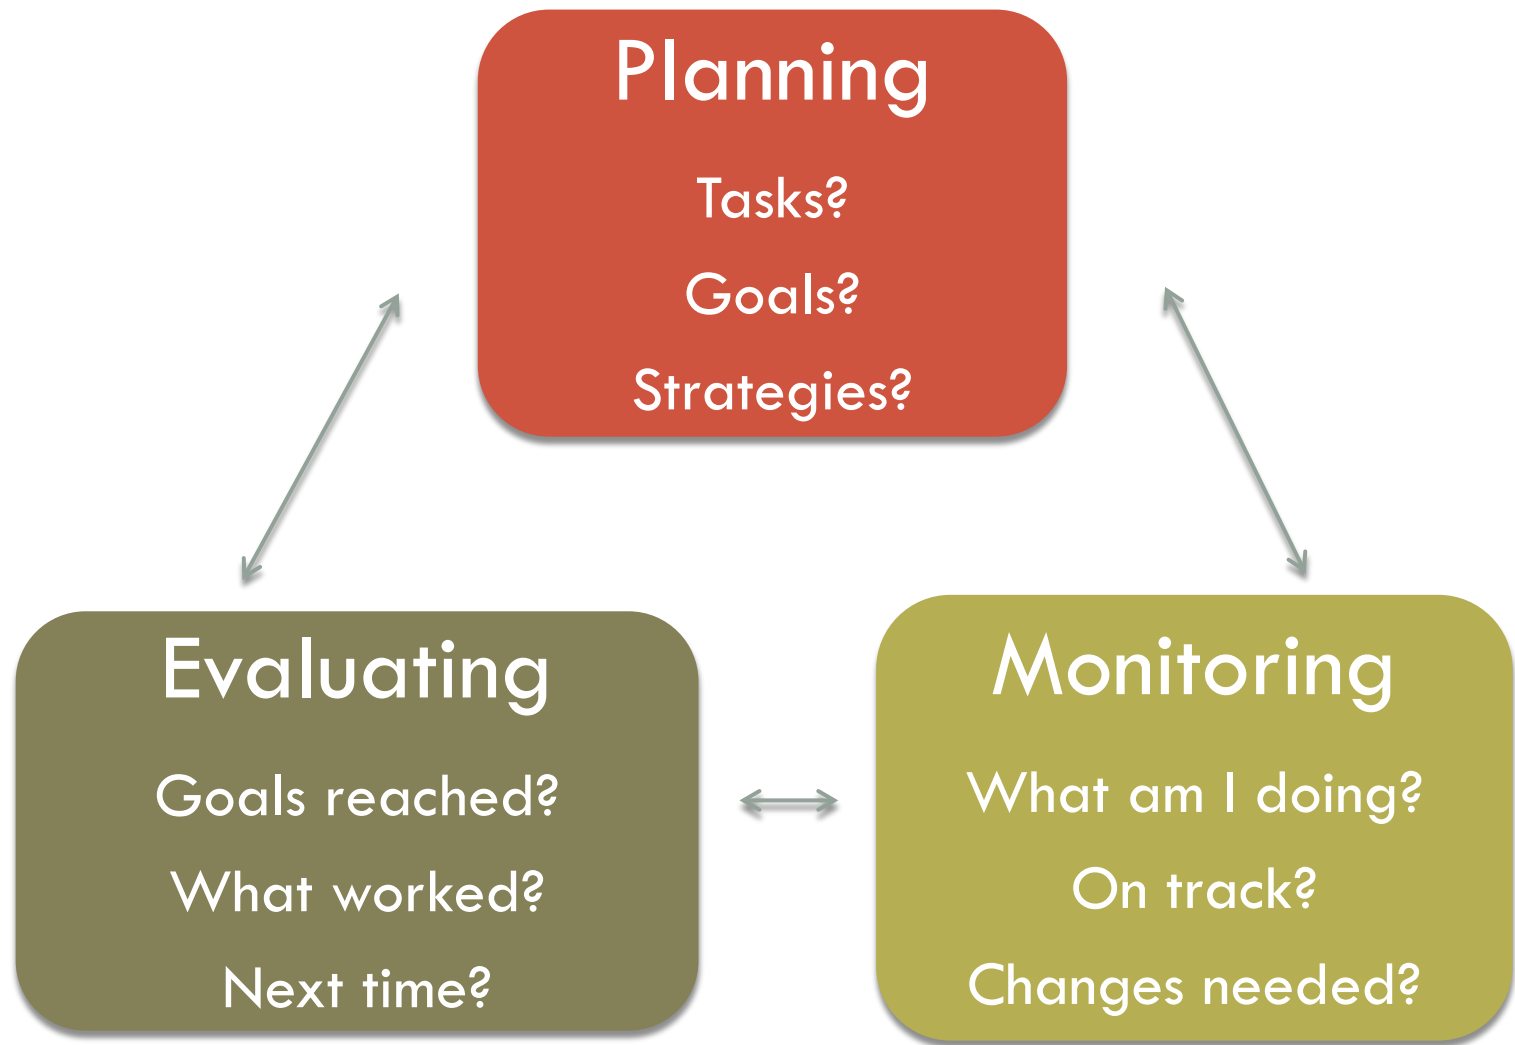 Planning
Tasks?
Goals?
Strategies?
Evaluating
Goals reached?
What worked?
Next time?
Monitoring
What am I doing?
On track?
Changes needed?